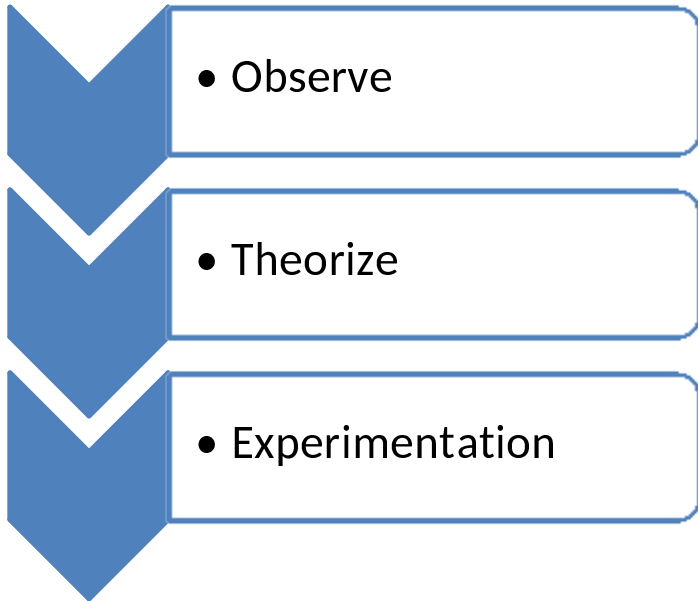 • Observe
• Theorize
• Experimentation